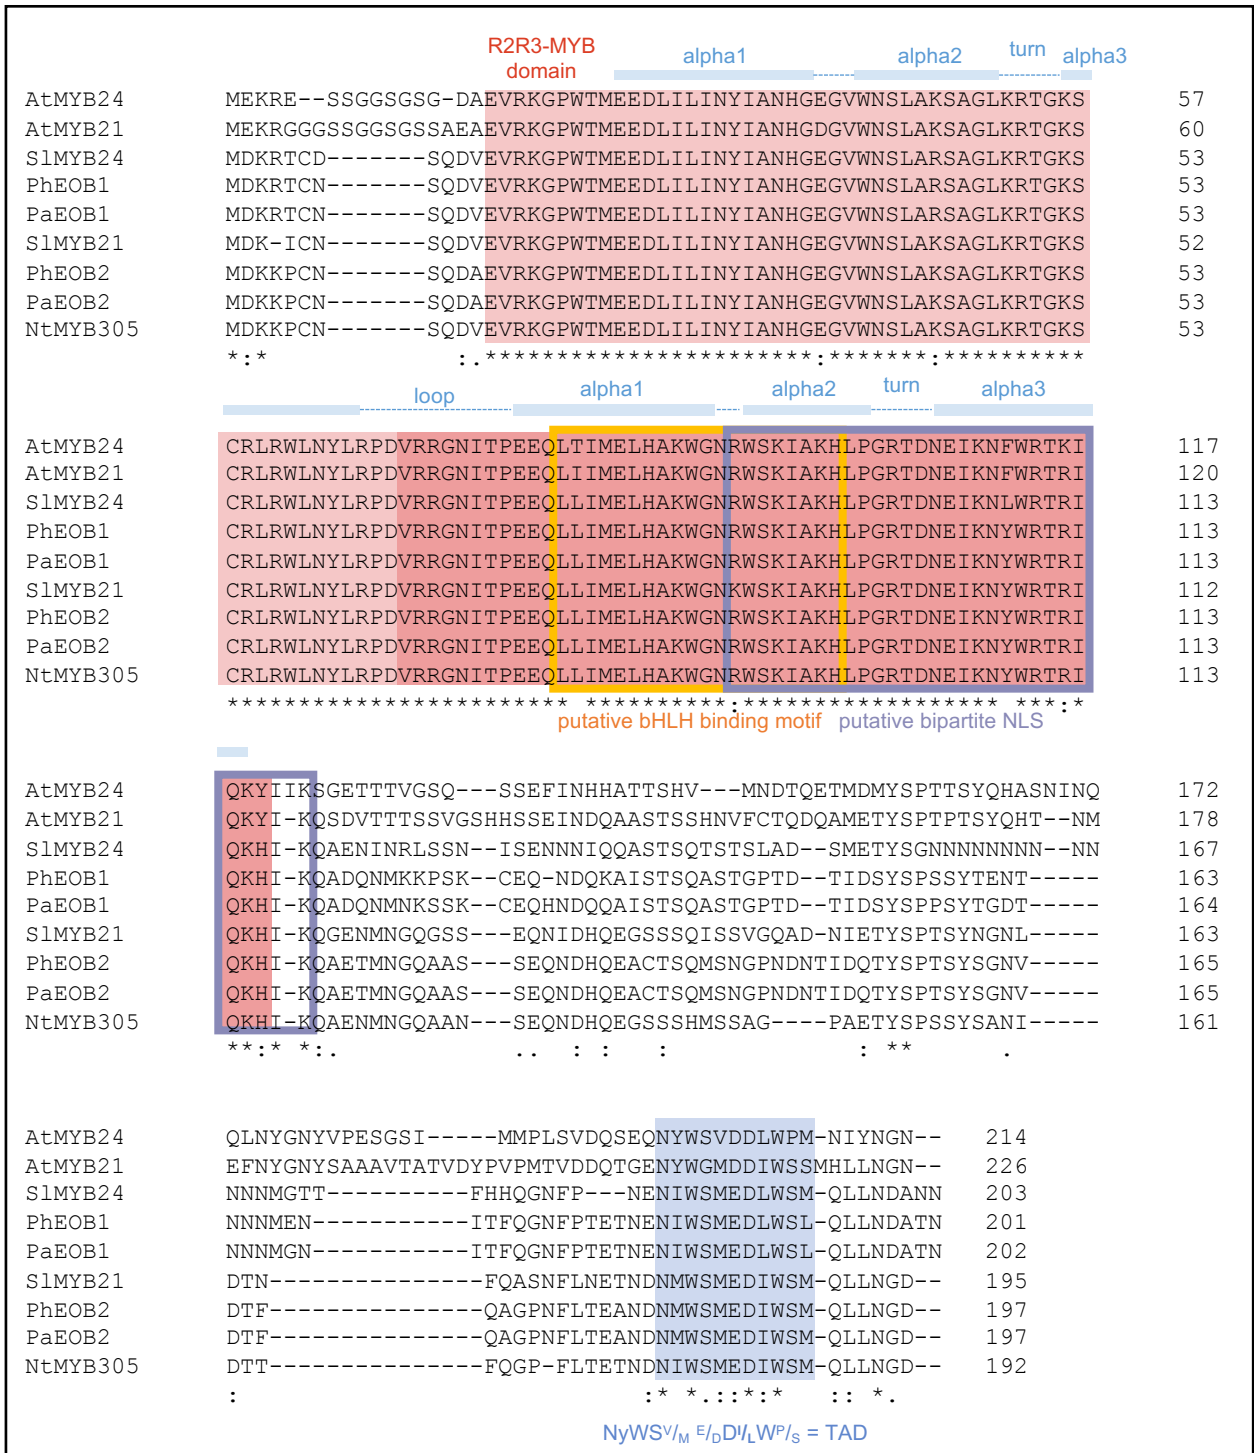 R2R3-MYB
domain
alpha1 alpha2 turn alpha3
AtMYB24 MEKRE--SSGGSGSG-DAEVRKGPWTMEEDLILINYIANHGEGVWNSLAKSAGLKRTGKS 57
AtMYB21 MEKRGGGSSGGSGSSAEAEVRKGPWTMEEDLILINYIANHGDGVWNSLAKSAGLKRTGKS 60
SlMYB24 MDKRTCD-------SQDVEVRKGPWTMEEDLILINYIANHGEGVWNSLARSAGLKRTGKS 53
PhEOB1 MDKRTCN-------SQDVEVRKGPWTMEEDLILINYIANHGEGVWNSLARSAGLKRTGKS 53
PaEOB1 MDKRTCN-------SQDVEVRKGPWTMEEDLILINYIANHGEGVWNSLARSAGLKRTGKS 53
SlMYB21 MDK-ICN-------SQDVEVRKGPWTMEEDLILINYIANHGEGVWNSLARSAGLKRTGKS 52
PhEOB2 MDKKPCN-------SQDAEVRKGPWTMEEDLILINYIANHGEGVWNSLAKSAGLKRTGKS 53
PaEOB2 MDKKPCN-------SQDAEVRKGPWTMEEDLILINYIANHGEGVWNSLAKSAGLKRTGKS 53
NtMYB305 MDKKPCN-------SQDVEVRKGPWTMEEDLILINYIANHGEGVWNSLAKSAGLKRTGKS 53
*:* :.**********************:*******:**********
loop alpha1 alpha2 turn alpha3
AtMYB24 CRLRWLNYLRPDVRRGNITPEEQLTIMELHAKWGNRWSKIAKHLPGRTDNEIKNFWRTKI 117
AtMYB21 CRLRWLNYLRPDVRRGNITPEEQLIIMELHAKWGNRWSKIAKHLPGRTDNEIKNFWRTRI 120
SlMYB24 CRLRWLNYLRPDVRRGNITPEEQLLIMELHAKWGNRWSKIAKHLPGRTDNEIKNLWRTRI 113
PhEOB1 CRLRWLNYLRPDVRRGNITPEEQLLIMELHAKWGNRWSKIAKHLPGRTDNEIKNYWRTRI 113
PaEOB1 CRLRWLNYLRPDVRRGNITPEEQLLIMELHAKWGNRWSKIAKHLPGRTDNEIKNYWRTRI 113
SlMYB21 CRLRWLNYLRPDVRRGNITPEEQLLIMELHAKWGNKWSKIAKHLPGRTDNEIKNYWRTRI 112
PhEOB2 CRLRWLNYLRPDVRRGNITPEEQLLIMELHAKWGNRWSKIAKHLPGRTDNEIKNYWRTRI 113
PaEOB2 CRLRWLNYLRPDVRRGNITPEEQLLIMELHAKWGNRWSKIAKHLPGRTDNEIKNYWRTRI 113
NtMYB305 CRLRWLNYLRPDVRRGNITPEEQLLIMELHAKWGNRWSKIAKHLPGRTDNEIKNYWRTRI 113
************************ **********:****************** ***:*
putative bHLH binding motif putative bipartite NLS
AtMYB24 QKYIIKSGETTTVGSQ---SSEFINHHATTSHV---MNDTQETMDMYSPTTSYQHASNINQ 172
AtMYB21 QKYI-KQSDVTTTSSVGSHHSSEINDQAASTSSHNVFCTQDQAMETYSPTPTSYQHT--NM 178
SlMYB24 QKHI-KQAENINRLSSN--ISENNNIQQASTSQTSTSLAD--SMETYSGNNNNNNNN--NN 167
PhEOB1 QKHI-KQADQNMKKPSK--CEQ-NDQKAISTSQASTGPTD--TIDSYSPSSYTENT----- 163
PaEOB1 QKHI-KQADQNMNKSSK--CEQHNDQQAISTSQASTGPTD--TIDSYSPPSYTGDT----- 164
SlMYB21 QKHI-KQGENMNGQGSS--EQNIDHQEGSSSQISSVGQAD-NIETYSPTSYNGNL----- 163
PhEOB2 QKHI-KQAETMNGQAAS--SEQNDHQEACTSQMSNGPNDNTIDQTYSPTSYSGNV----- 165
PaEOB2 QKHI-KQAETMNGQAAS--SEQNDHQEACTSQMSNGPNDNTIDQTYSPTSYSGNV----- 165
NtMYB305 QKHI-KQAENMNGQAAN--SEQNDHQEGSSSHMSSAG----PAETYSPSSYSANI----- 161
**:* *:. .. : : : : ** .
AtMYB24 QLNYGNYVPESGSI-----MMPLSVDQSEQNYWSVDDLWPM-NIYNGN-- 214
AtMYB21 EFNYGNYSAAAVTATVDYPVPMTVDDQTGENYWGMDDIWSSMHLLNGN-- 226
SlMYB24 NNNMGTT----------FHHQGNFP---NENIWSMEDLWSM-QLLNDANN 203
PhEOB1 NNNMEN-----------ITFQGNFPTETNENIWSMEDLWSL-QLLNDATN 201
PaEOB1 NNNMGN-----------ITFQGNFPTETNENIWSMEDLWSL-QLLNDATN 202
SlMYB21 DTN--------------FQASNFLNETNDNMWSMEDIWSM-QLLNGD-- 195
PhEOB2 DTF--------------QAGPNFLTEANDNMWSMEDIWSM-QLLNGD-- 197
PaEOB2 DTF--------------QAGPNFLTEANDNMWSMEDIWSM-QLLNGD-- 197
NtMYB305 DTT--------------FQGP-FLTETNDNIWSMEDIWSM-QLLNGD-- 192
: :* *.::*:* :: *.
NyWSV/M E/DDI/LWP/S = TAD